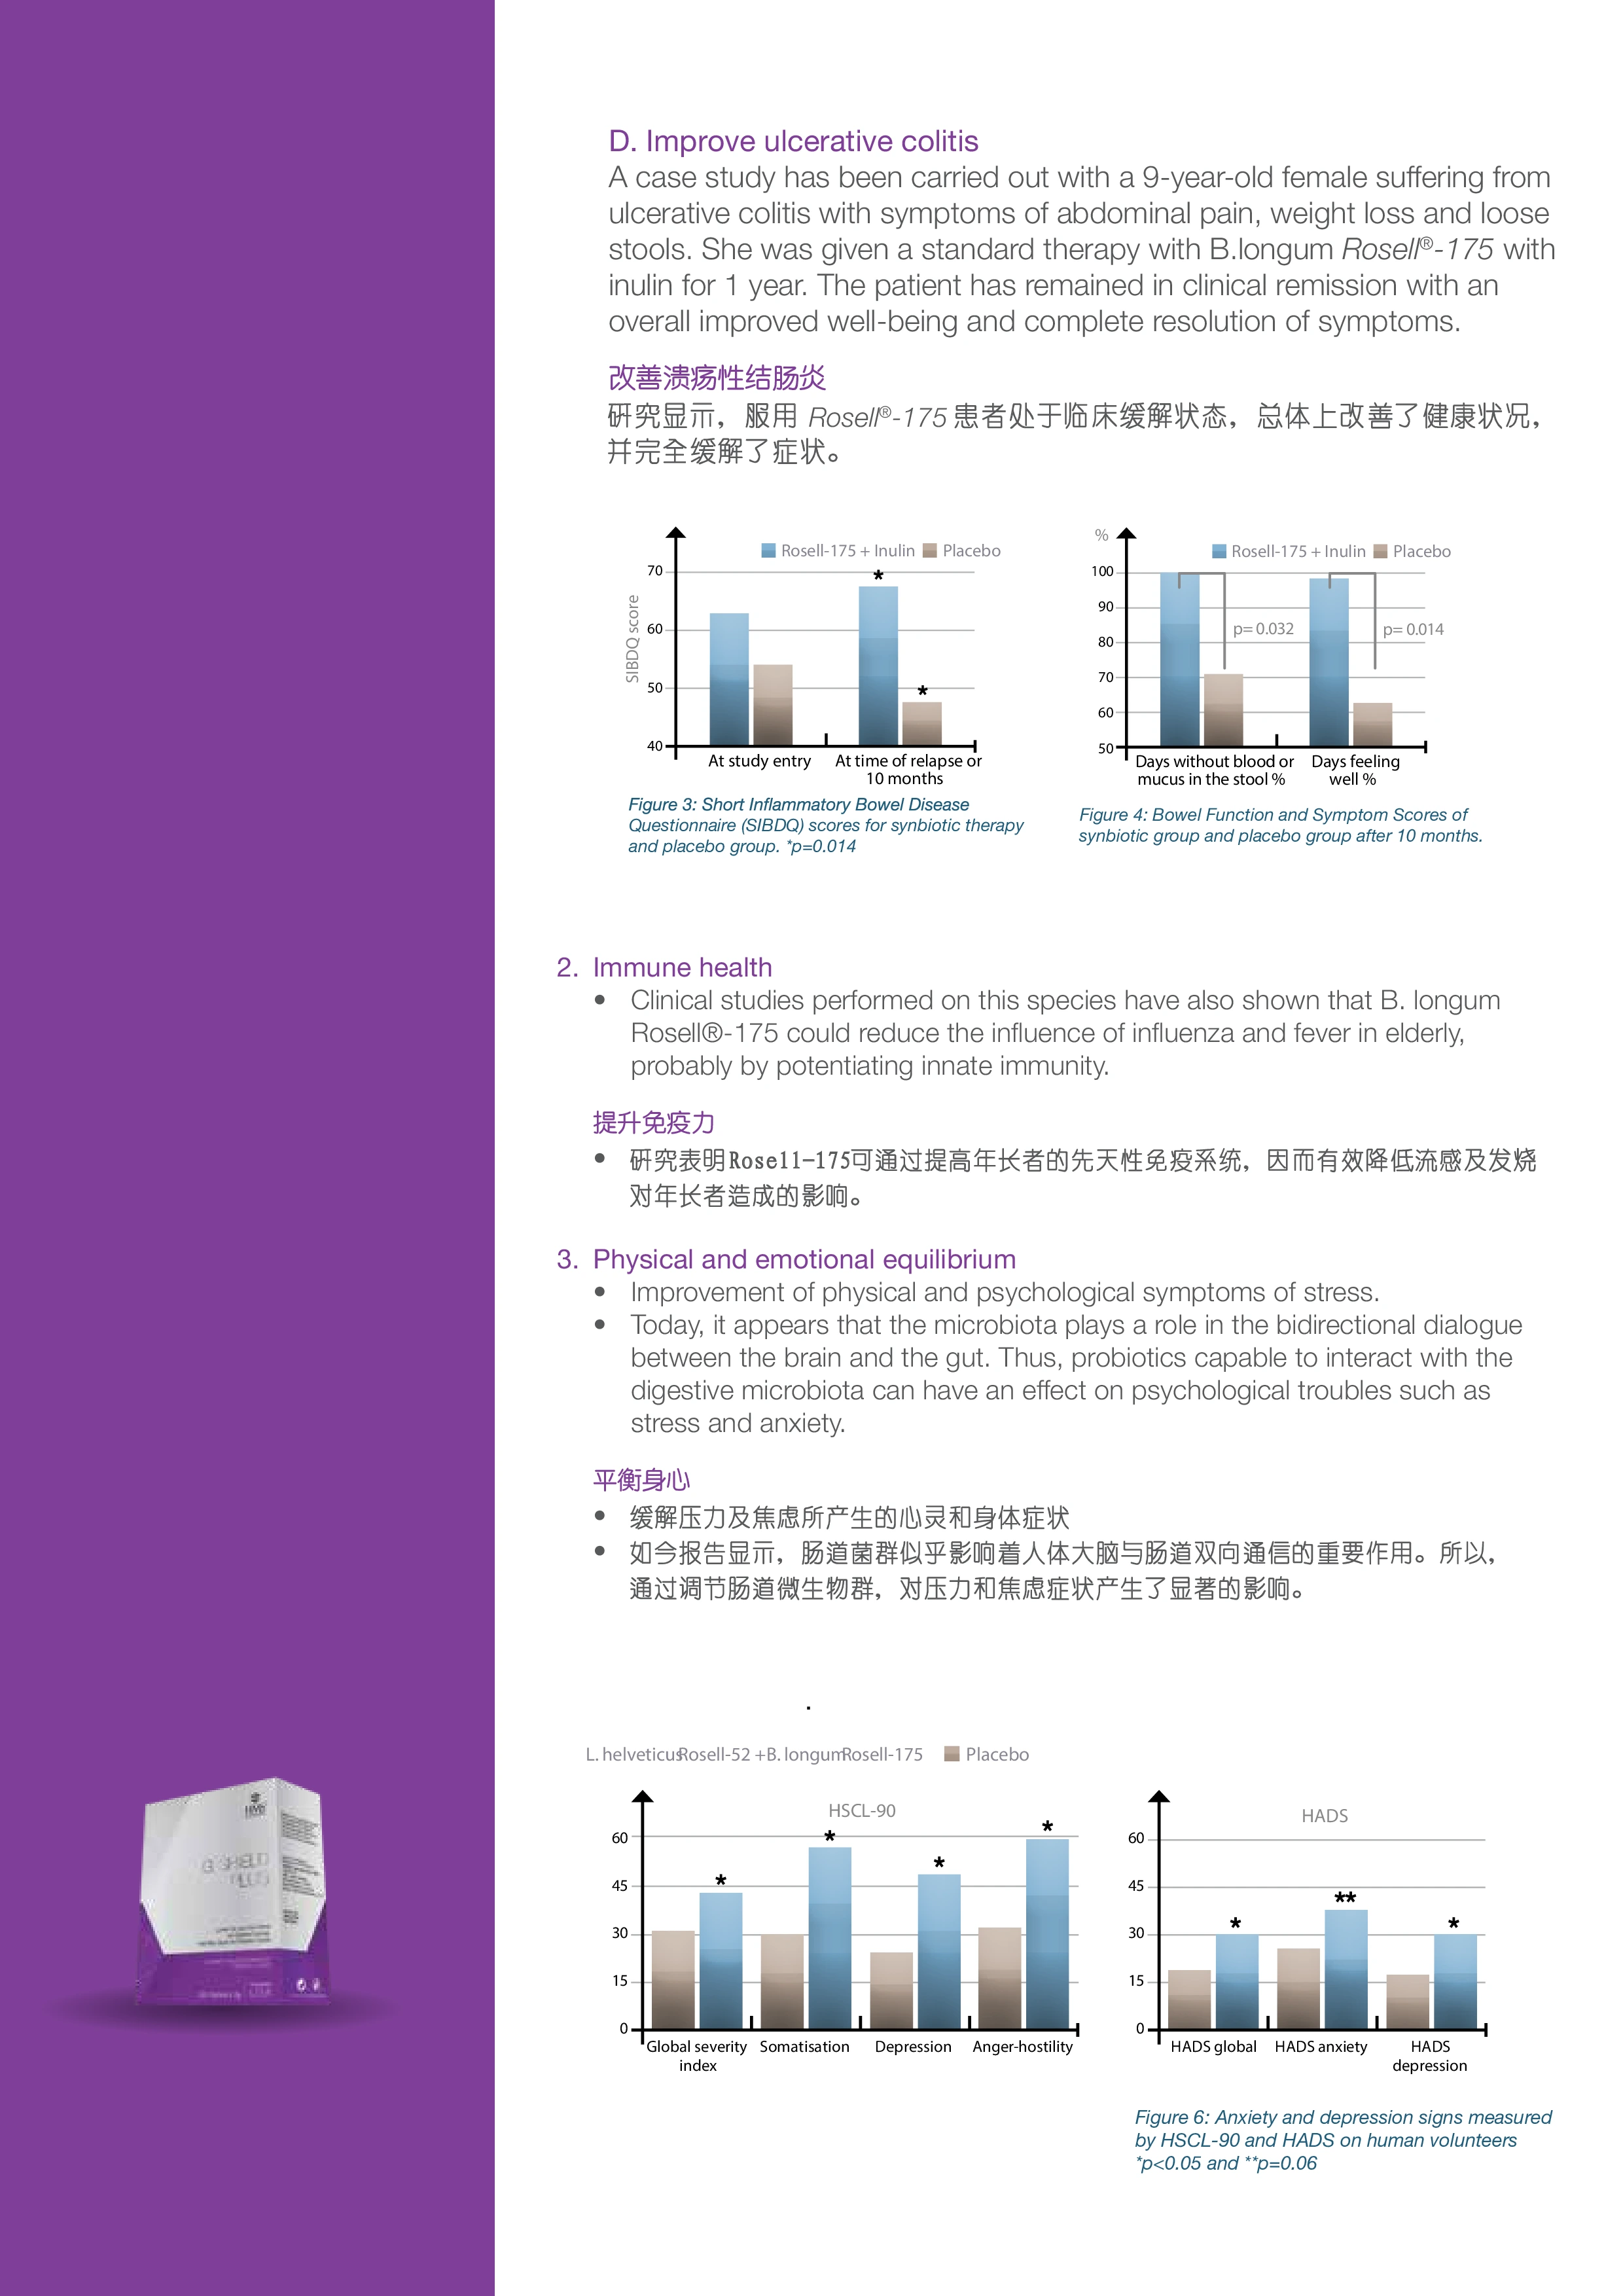 D. Improve ulcerative colitis
A case study has been carried out with a 9-year-old female suffering from
ulcerative colitis with symptoms of abdominal pain, weight loss and loose
stools. She was given a standard therapy with B.longum Rosell®-175 with
inulin for 1 year. The patient has remained in clinical remission with an
overall improved well-being and complete resolution of symptoms.
改善溃疡性结肠炎
研究显示，服用 Rosell®-175 患者处于临床缓解状态，总体上改善了健康状况，
并完全缓解了症状。
Rosell-175 + Inulin Placebo
SIBDQ score
70
60
50
40
*
*
At study entry
At time of relapse or
10 months
Figure 3: Short Inflammatory Bowel Disease
Questionnaire (SIBDQ) scores for synbiotic therapy
and placebo group. *p=0.014
%
Rosell-175 + Inulin Placebo
100
90
80
70
60
50
p= 0.032
p= 0.014
Days without blood or
mucus in the stool %
Days feeling
well %
Figure 4: Bowel Function and Symptom Scores of
synbiotic group and placebo group after 10 months.
2. Immune health
• Clinical studies performed on this species have also shown that B. longum
Rosell®-175 could reduce the influence of influenza and fever in elderly,
probably by potentiating innate immunity.
提升免疫力
• 研究表明Rosell-175可通过提高年长者的先天性免疫系统，因而有效降低流感及发烧
对年长者造成的影响。
3. Physical and emotional equilibrium
• Improvement of physical and psychological symptoms of stress.
• Today, it appears that the microbiota plays a role in the bidirectional dialogue
between the brain and the gut. Thus, probiotics capable to interact with the
digestive microbiota can have an effect on psychological troubles such as
stress and anxiety.
平衡身心
• 缓解压力及焦虑所产生的心灵和身体症状
• 如今报告显示，肠道菌群似乎影响着人体大脑与肠道双向通信的重要作用。所以，
通过调节肠道微生物群，对压力和焦虑症状产生了显著的影响。
.
L. helveticus Rosell-52 +B. longum Rosell-175 Placebo
HSCL-90
60
45
30
15
0
*
*
*
*
Global severity
index
Somatisation
Depression
Anger-hostility
HADS
60
45
30
15
0
*
**
*
HADS global
HADS anxiety
HADS
depression
Figure 6: Anxiety and depression signs measured
by HSCL-90 and HADS on human volunteers
*p<0.05 and **p=0.06
G SHIELD
PLUS